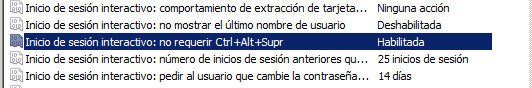 Inicio de sesión interactivo: comportamiento de extracción de tarjeta... Ninguna acción
Inicio de sesión interactivo: no mostrar el último nombre de usuario Deshabilitada
Inicio de sesión interactivo: no requerir Ctrl+Alt+Supr Habilitada
Inicio de sesión interactivo: número de inicios de sesión anteriores qu... 25 inicios de sesión
Inicio de sesión interactivo: pedir al usuario que cambie la contraseña... 14 días